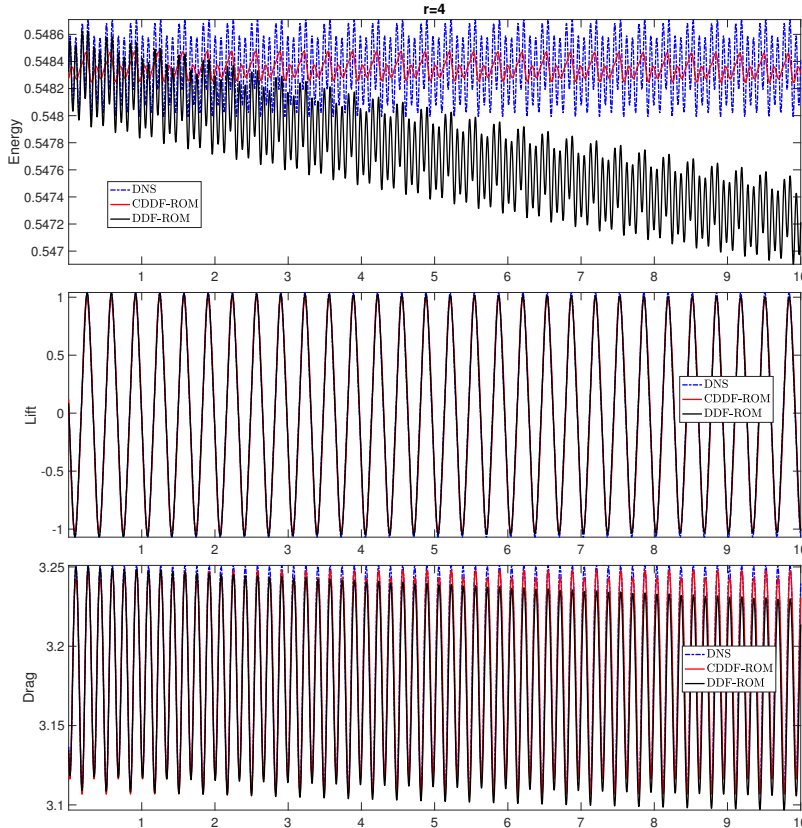 r=4
0.5486
0.5484
0.5482
0.548
0.5478
0.5476
0.5474
0.5472
0.547
Energy
DNS
CDDF-ROM
DDF-ROM
1 2 3 4 5 6 7 8 9 10
1
0.5
0
-0.5
-1
Lift
DNS
CDDF-ROM
DDF-ROM
1 2 3 4 5 6 7 8 9 10
3.25
3.2
3.15
3.1
Drag
DNS
CDDF-ROM
DDF-ROM
1 2 3 4 5 6 7 8 9 10